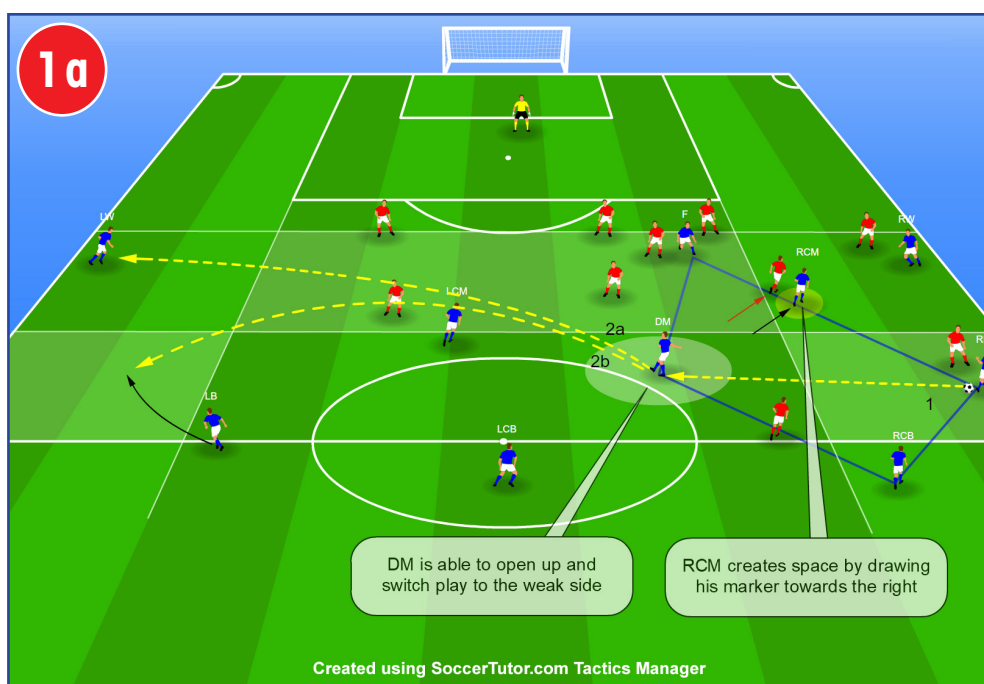 1a
LW
F
RW
RCM
LCM
2a
DM
2b
LB
1
LCB
RCB
DM is able to open up and
switch play to the weak side
RCM creates space by drawing
his marker towards the right
Created using SoccerTutor.com Tactics Manager